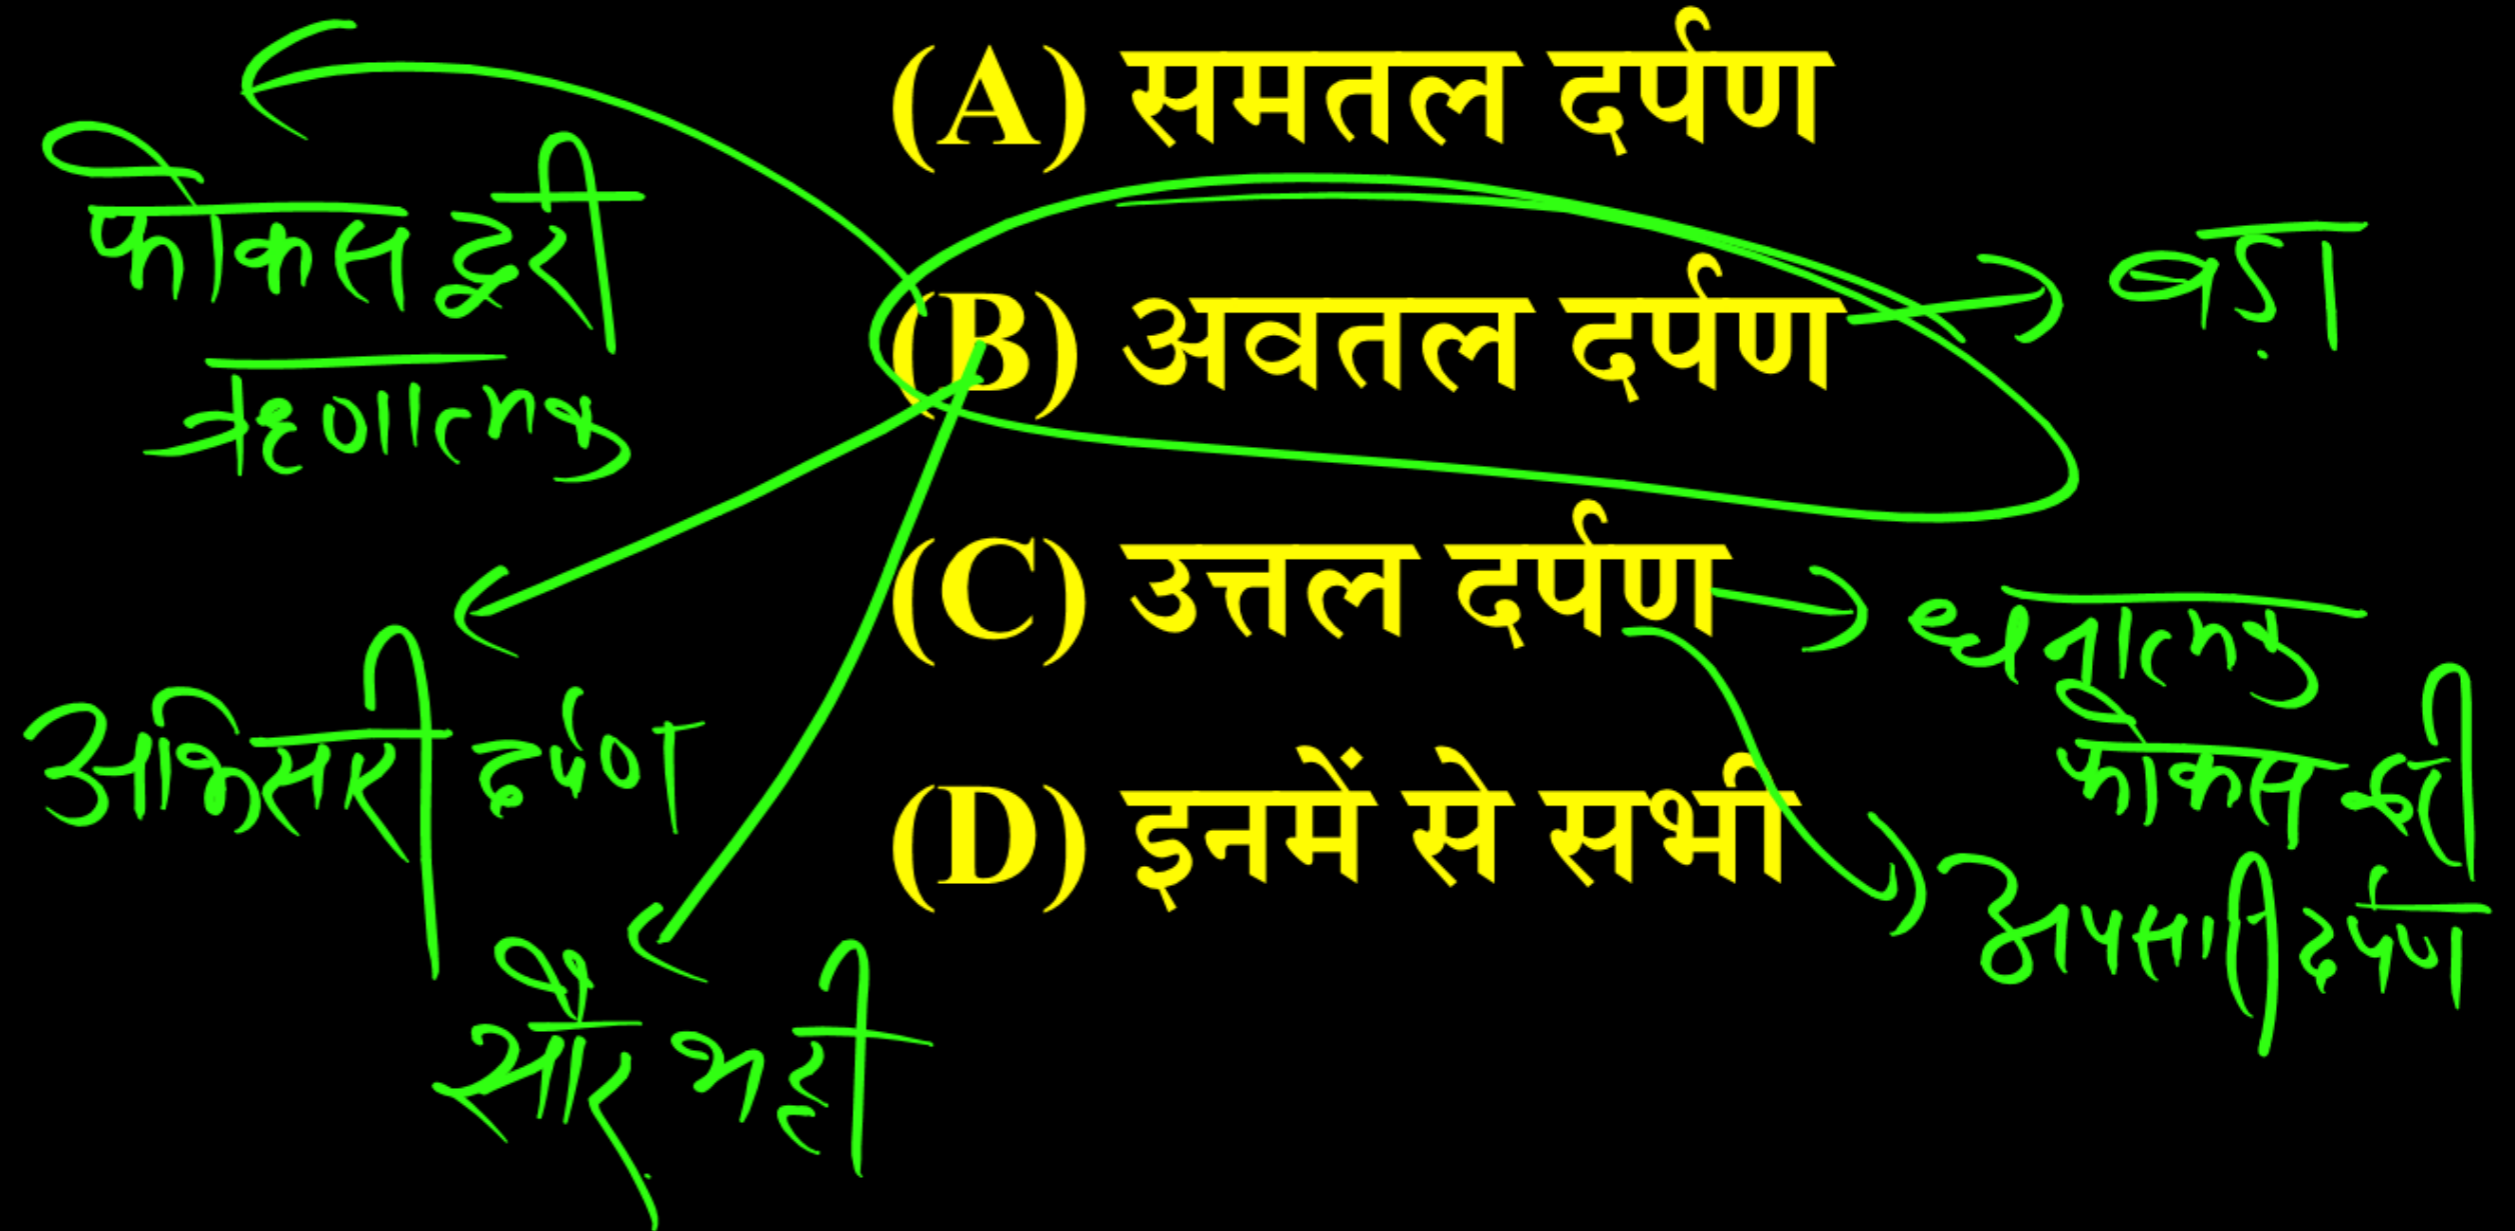 (A) समतल दर्पण
(B) अवतल दर्पण
(C) उत्तल दर्पण
(D) इनमें से सभी
फोकस दूरी
ऋणात्मक
बड़ा
अभिसारी दर्पण
सौर भट्टी
धनात्मक
फोकस दूरी
अपसारी दर्पण